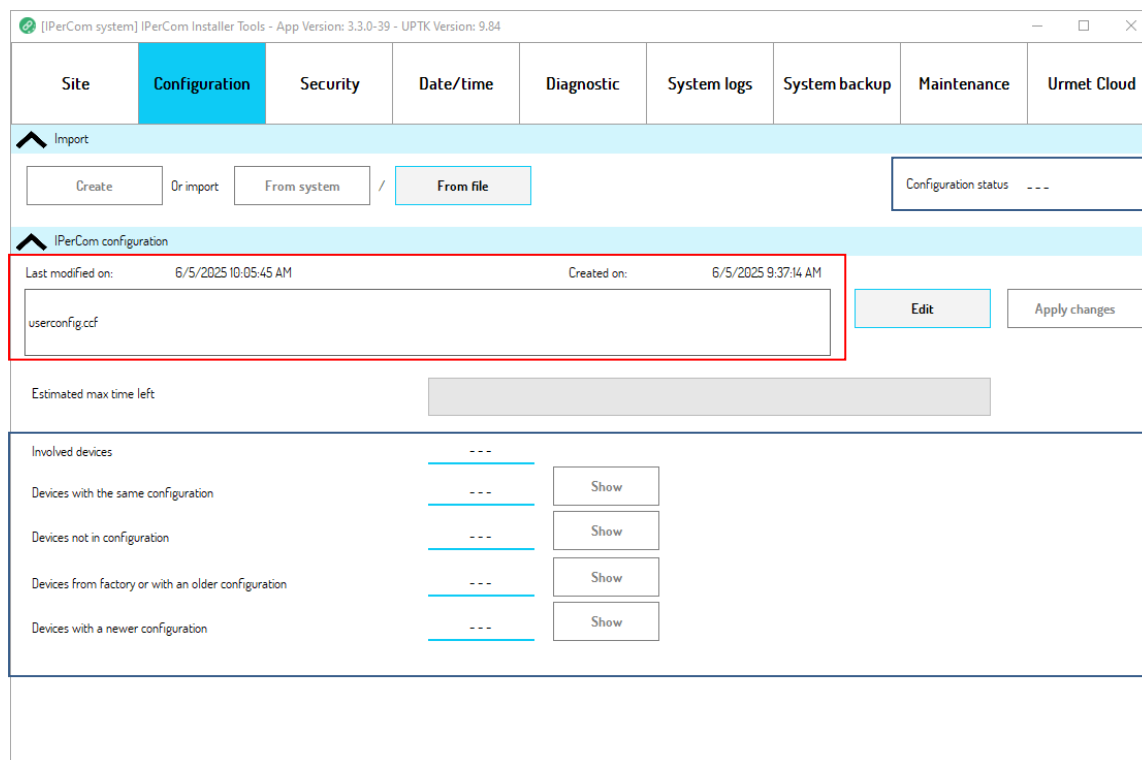 [IPerCom system] IPerCom Installer Tools - App Version: 3.3.0-39 - UPTK Version: 9.84
Site Configuration Security Date/time Diagnostic System logs System backup Maintenance Urmet Cloud
Import
Create Or import From system / From file Configuration status ---
IPerCom configuration
Last modified on: 6/5/2025 10:05:45 AM Created on: 6/5/2025 9:37:14 AM
userconfig.ccf Edit Apply changes
Estimated max time left
Involved devices ---
Devices with the same configuration --- Show
Devices not in configuration --- Show
Devices from factory or with an older configuration --- Show
Devices with a newer configuration --- Show